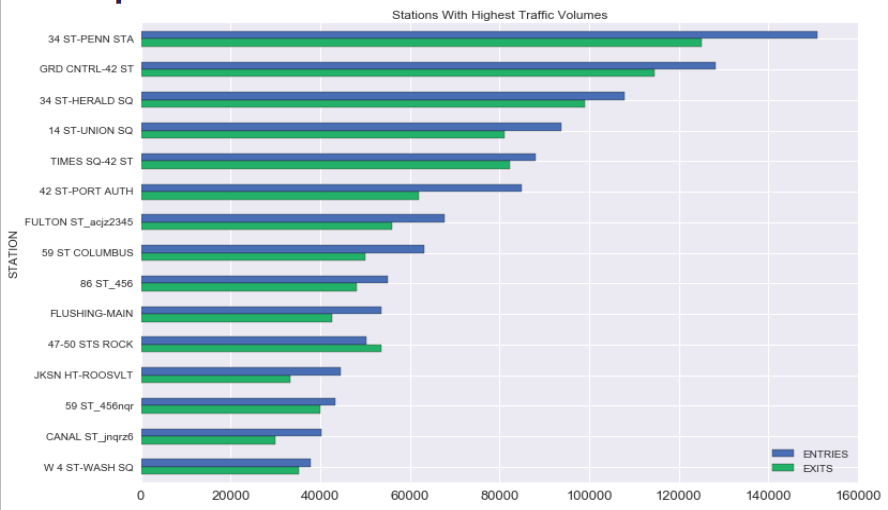 Stations With Highest Traffic Volumes
STATION
34 ST-PENN STA
GRD CNTRL-42 ST
34 ST-HERALD SQ
14 ST-UNION SQ
TIMES SQ-42 ST
42 ST-PORT AUTH
FULTON ST_acjz2345
59 ST COLUMBUS
86 ST_456
FLUSHING-MAIN
47-50 STS ROCK
JKSN HT-ROOSVLT
59 ST_456nqr
CANAL ST_jnqrz6
W 4 ST-WASH SQ
ENTRIES
EXITS
0 20000 40000 60000 80000 100000 120000 140000 160000